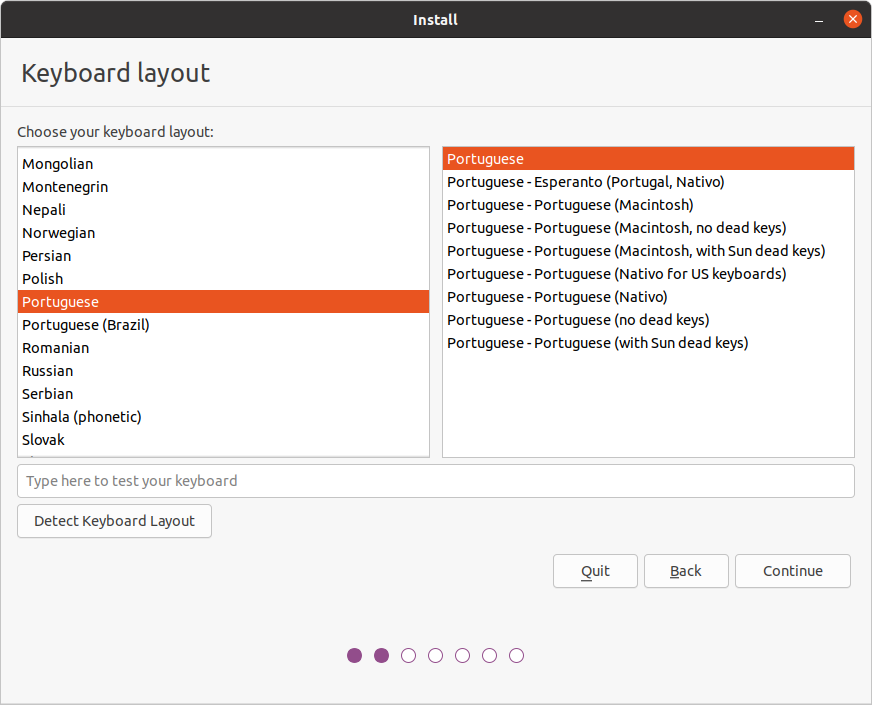 Install
Keyboard layout
Choose your keyboard layout:
Mongolian
Montenegrin
Nepali
Norwegian
Persian
Polish
Portuguese
Portuguese (Brazil)
Romanian
Russian
Serbian
Sinhala (phonetic)
Slovak
Portuguese
Portuguese - Esperanto (Portugal, Nativo)
Portuguese - Portuguese (Macintosh)
Portuguese - Portuguese (Macintosh, no dead keys)
Portuguese - Portuguese (Macintosh, with Sun dead keys)
Portuguese - Portuguese (Nativo for US keyboards)
Portuguese - Portuguese (Nativo)
Portuguese - Portuguese (no dead keys)
Portuguese - Portuguese (with Sun dead keys)
Type here to test your keyboard
Detect Keyboard Layout
Quit
Back
Continue